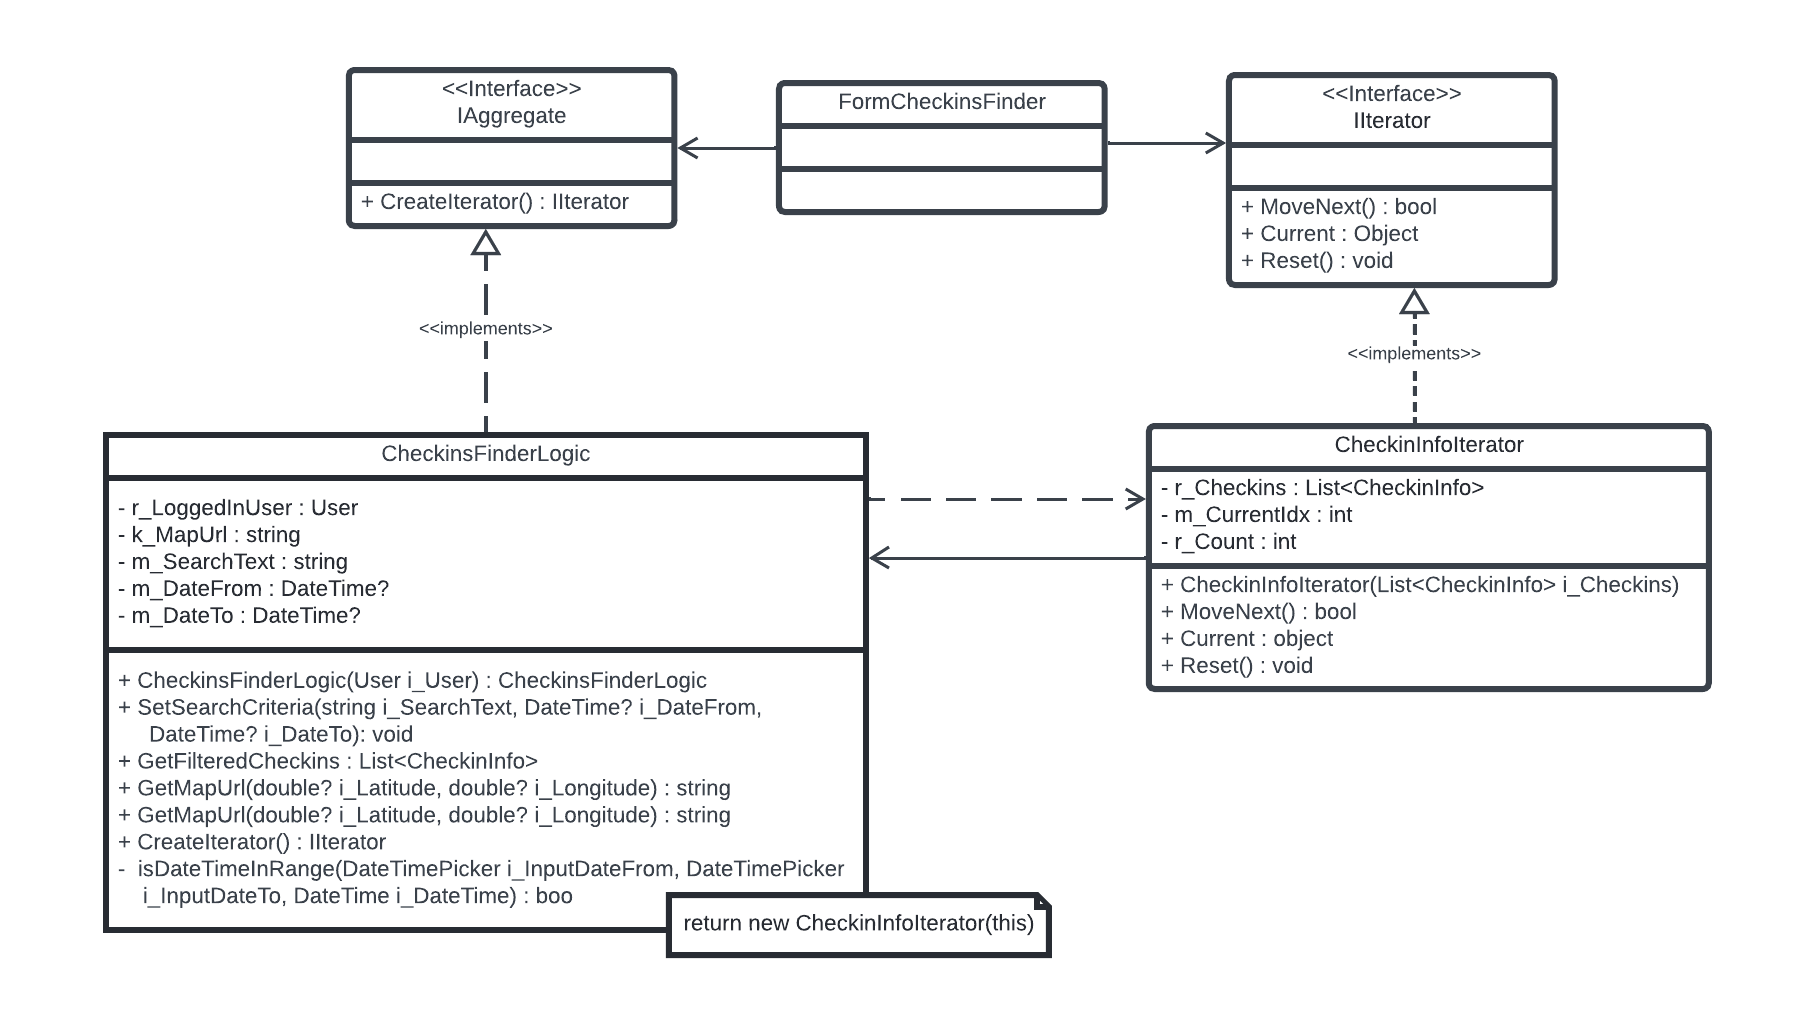 <<Interface>>
IAggregate
+ CreateIterator() : IIterator
FormCheckinsFinder
<<Interface>>
IIterator
+ MoveNext() : bool
+ Current : Object
+ Reset() : void
<<implements>>
<<implements>>
CheckinsFinderLogic
- r_LoggedInUser : User
- k_MapUrl : string
- m_SearchText : string
- m_DateFrom : DateTime?
- m_DateTo : DateTime?
+ CheckinsFinderLogic(User i_User) : CheckinsFinderLogic
+ SetSearchCriteria(string i_SearchText, DateTime? i_DateFrom,
DateTime? i_DateTo): void
+ GetFilteredCheckins : List<CheckinInfo>
+ GetMapUrl(double? i_Latitude, double? i_Longitude) : string
+ GetMapUrl(double? i_Latitude, double? i_Longitude) : string
+ CreateIterator() : IIterator
- isDateTimeInRange(DateTimePicker i_InputDateFrom, DateTimePicker
i_InputDateTo, DateTime i_DateTime) : boo
return new CheckinInfoIterator(this)
CheckinInfoIterator
- r_Checkins : List<CheckinInfo>
- m_CurrentIdx : int
- r_Count : int
+ CheckinInfoIterator(List<CheckinInfo> i_Checkins)
+ MoveNext() : bool
+ Current : object
+ Reset() : void